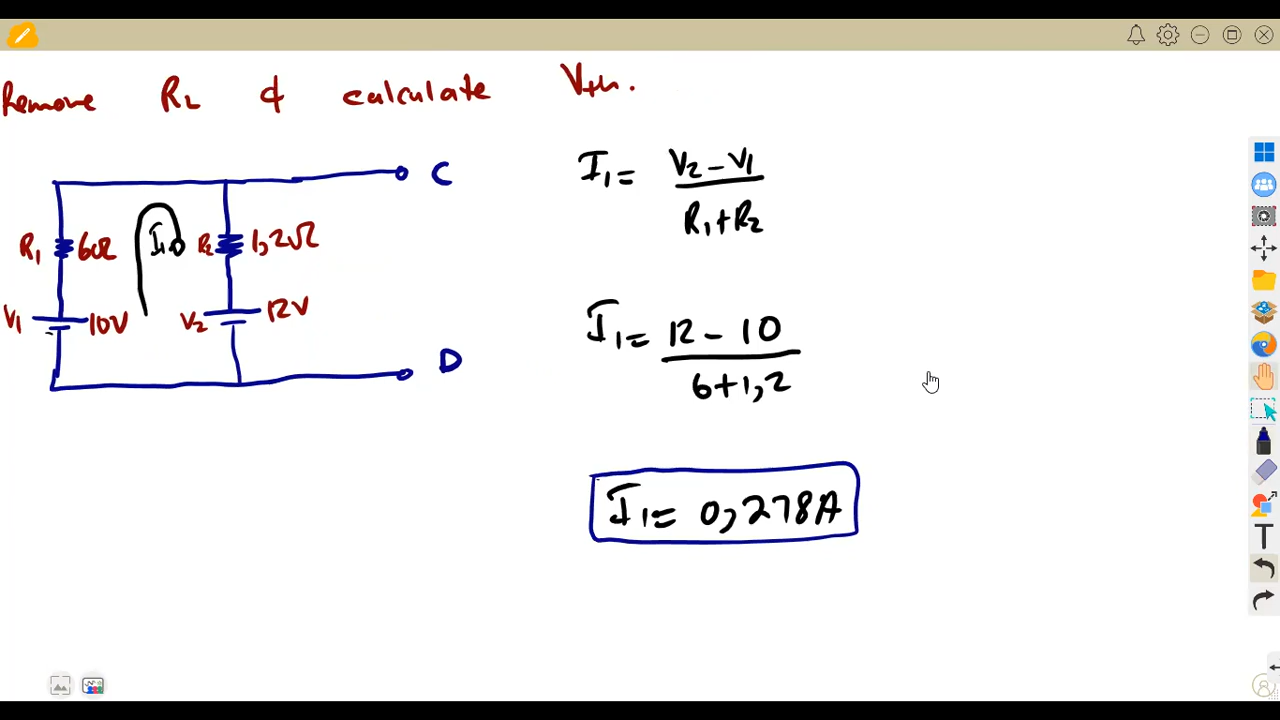 Remove RL & calculate Vth.
C
I1 = V2 - V1
R1 + R2
R1 6Ω I1 R2 1,2Ω
V1 10V V2 12V
I1 = 12 - 10
6 + 1,2
D
I1 = 0,278A
T